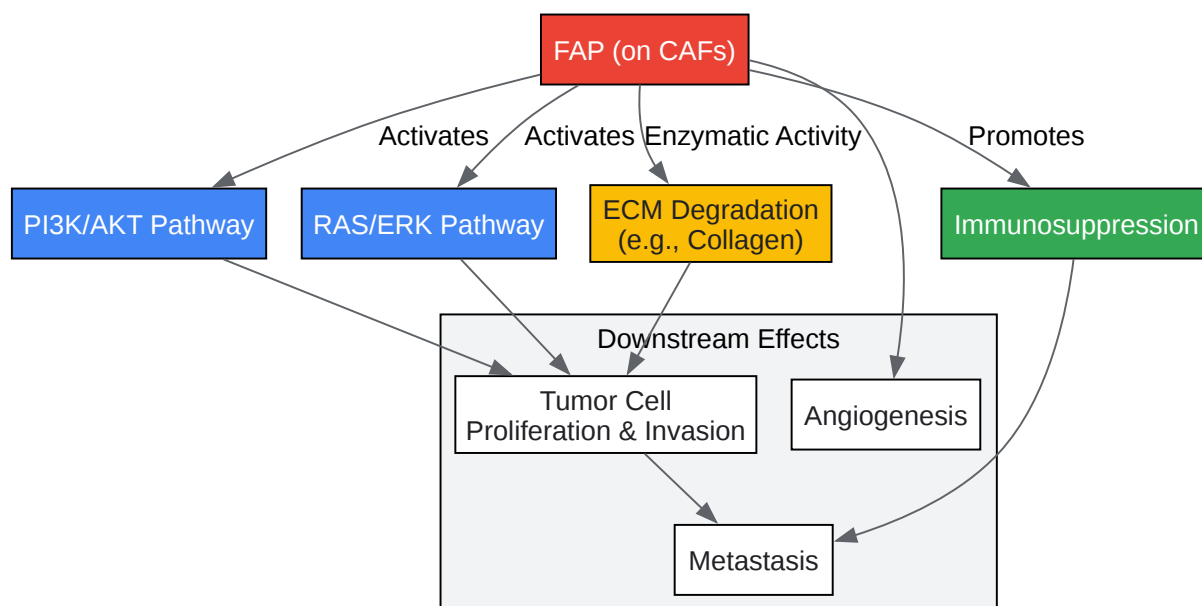 FAP (on CAFs)
Activates
Activates
Enzymatic Activity
Promotes
PI3K/AKT Pathway
RAS/ERK Pathway
ECM Degradation
(e.g., Collagen)
Immunosuppression
Downstream Effects
Tumor Cell
Proliferation & Invasion
Angiogenesis
Metastasis